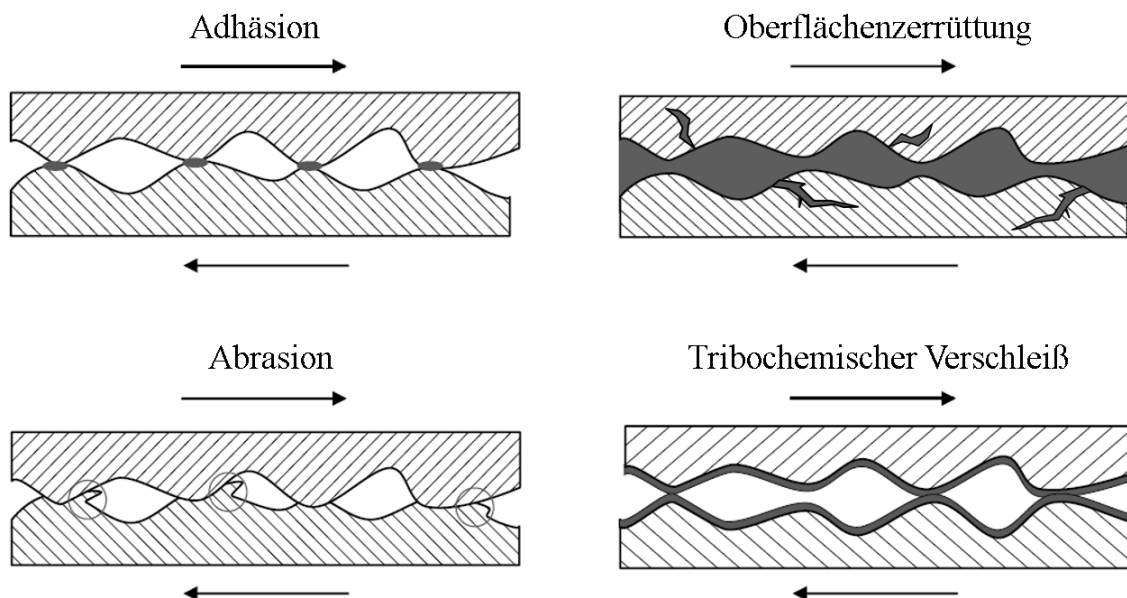 Adhäsion
Oberflächenzerrüttung
Abrasion
Tribochemischer Verschleiß